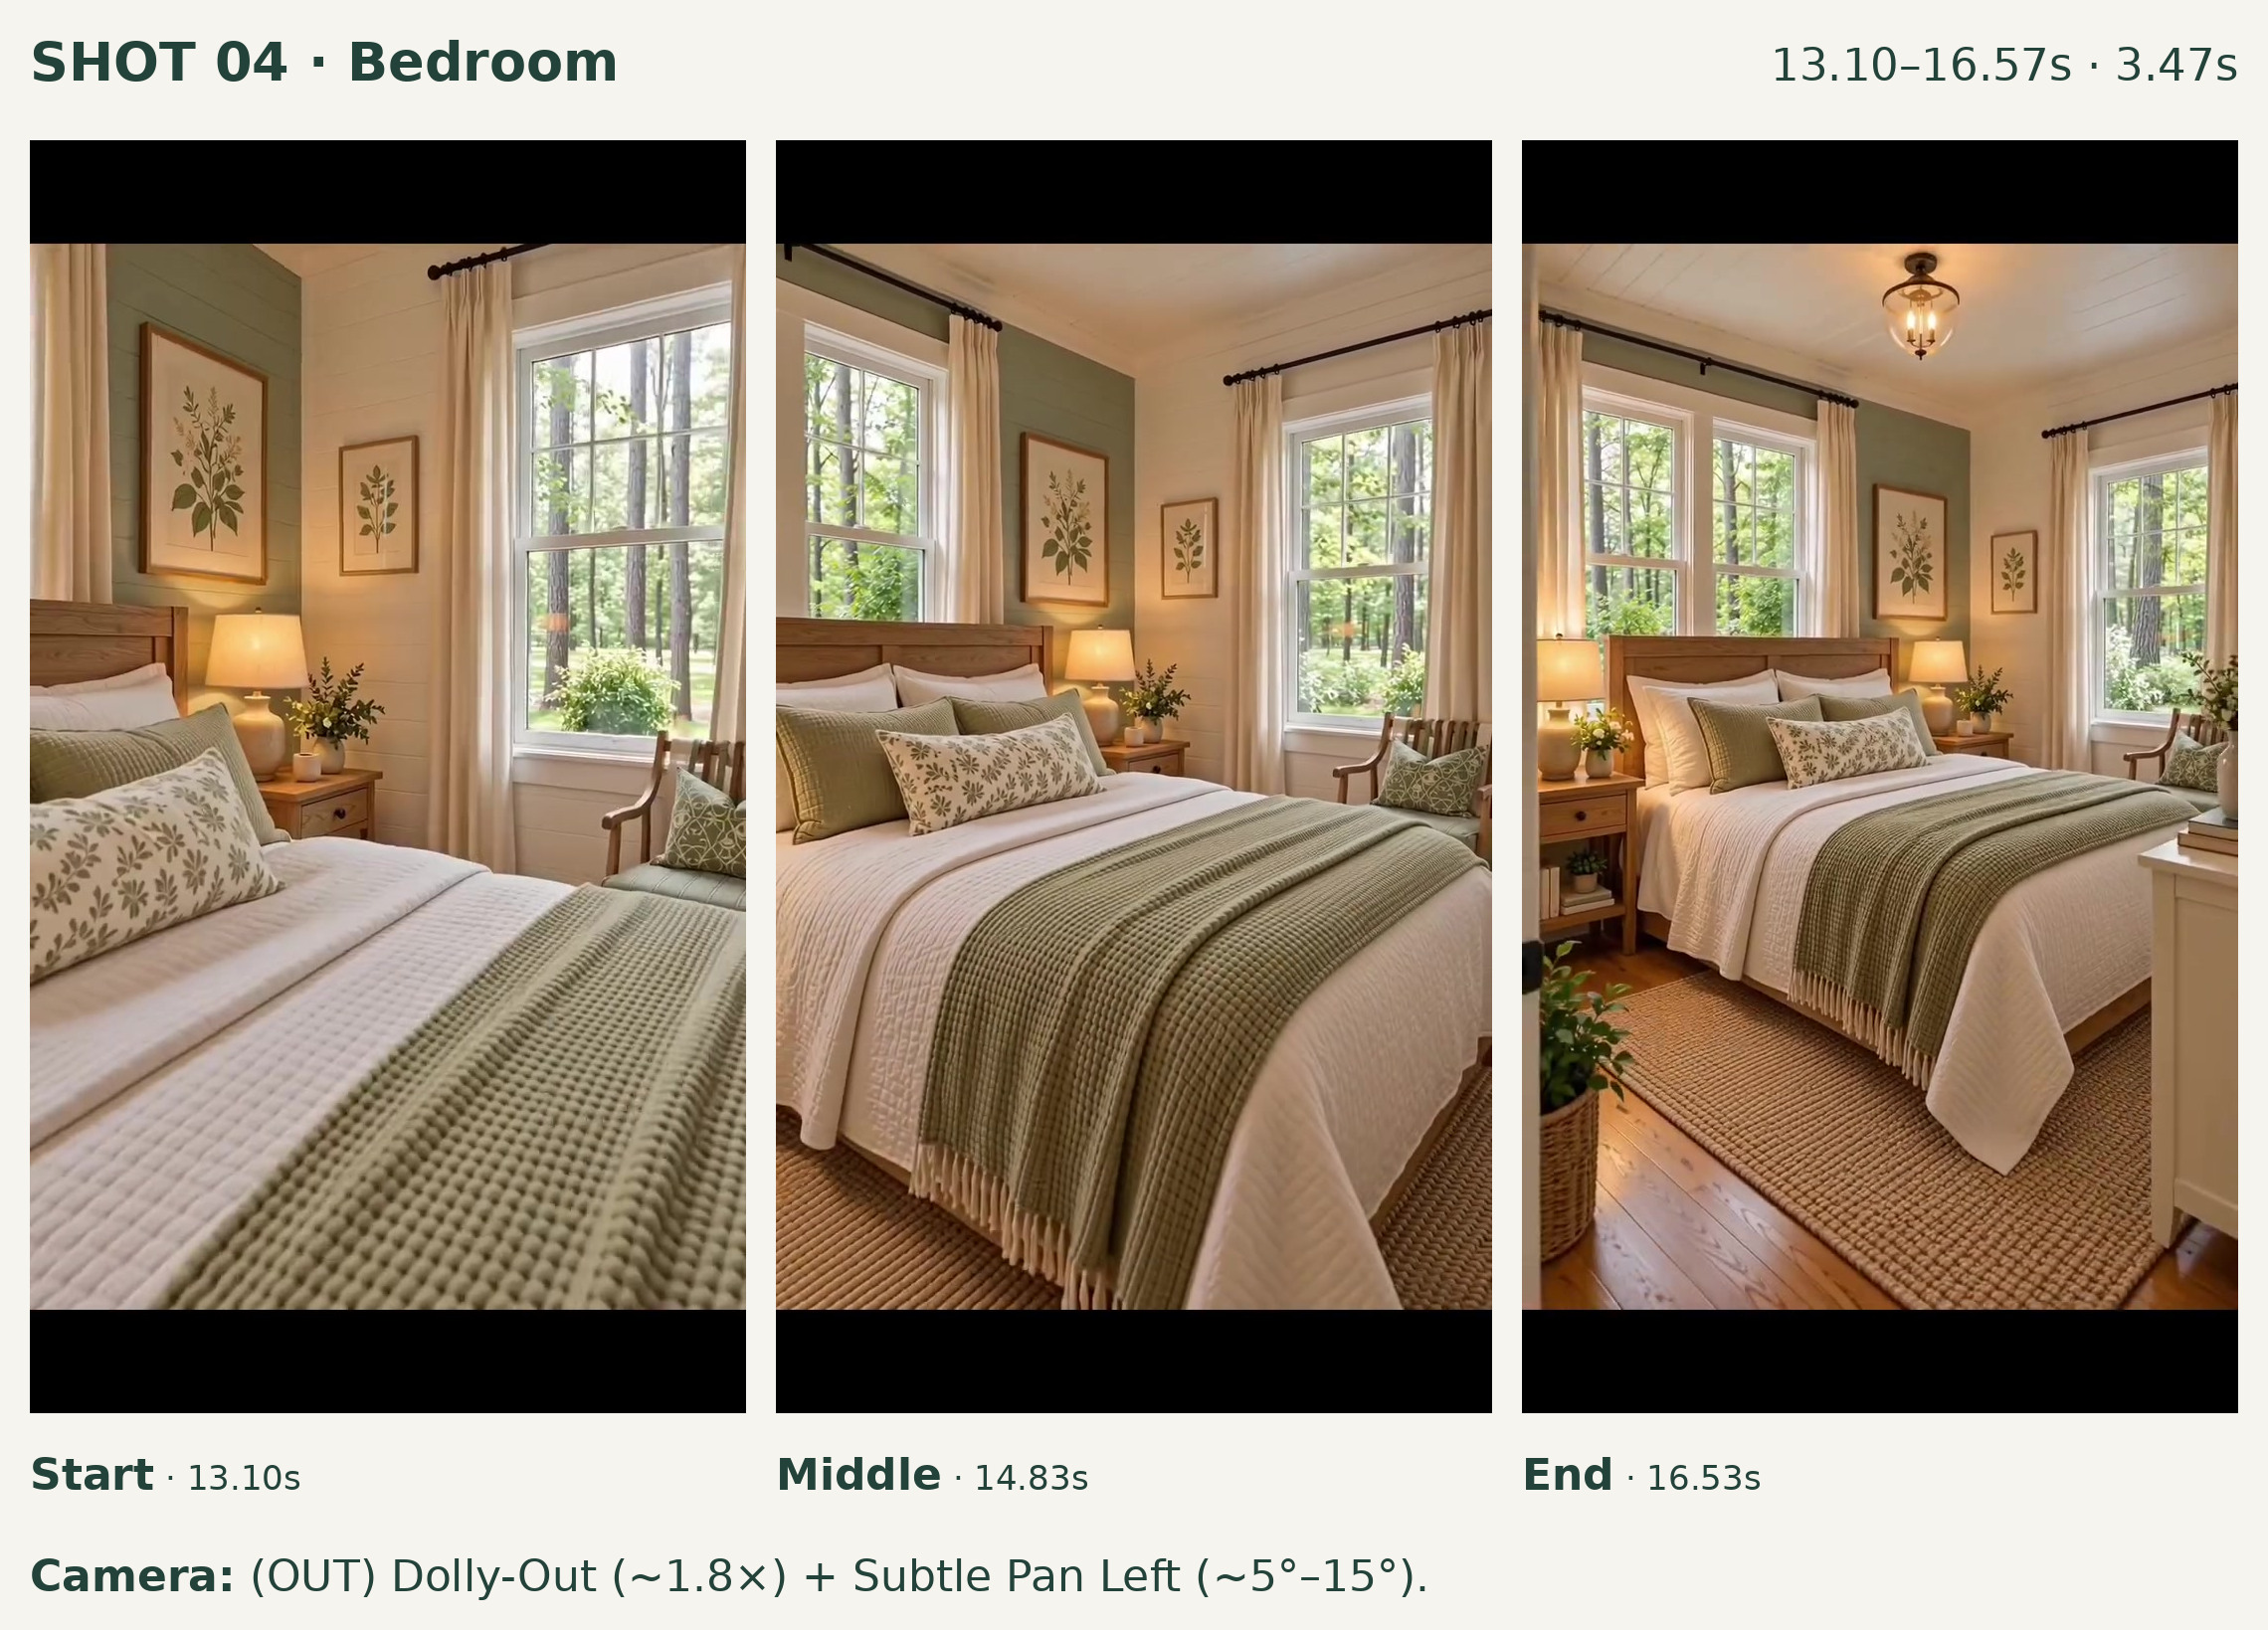 SHOT 04 · Bedroom
13.10–16.57s · 3.47s
Start · 13.10s
Middle · 14.83s
End · 16.53s
Camera: (OUT) Dolly-Out (~1.8×) + Subtle Pan Left (~5°–15°).